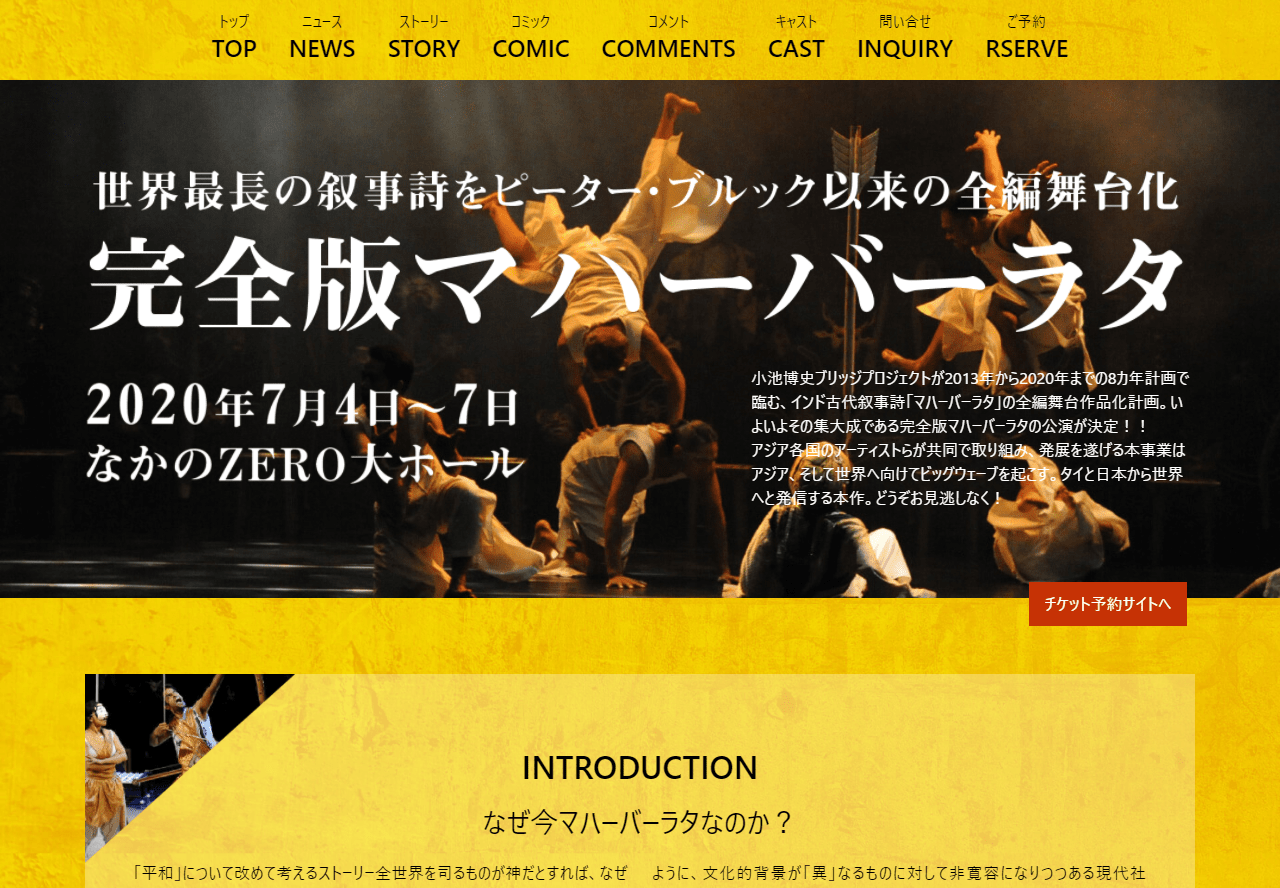 トップ ニュース ストーリー コミック コメント キャスト 問い合せ ご予約
TOP NEWS STORY COMIC COMMENTS CAST INQUIRY RSERVE
世界最長の叙事詩をピーター・ブルック以来の全編舞台化
完全版マハーバーラタ
2020年7月4日〜7日
なかのZERO大ホール
小池博史ブリッジプロジェクトが2013年から2020年までの8カ年計画で
臨む、インド古代叙事詩「マハーバーラタ」の全編舞台作品化計画。い
よいよその集大成である完全版マハーバーラタの公演が決定！！
アジア各国のアーティストらが共同で取り組み、発展を遂げる本事業は
アジア、そして世界へ向けてビッグウェーブを起こす。タイと日本から世界
へと発信する本作。どうぞお見逃しなく！
チケット予約サイトへ
INTRODUCTION
なぜ今マハーバーラタなのか？
「平和」について改めて考えるストーリー全世界を司るものが神だとすれば、なぜ
ように、文化的背景が「異」なるものに対して非寛容になりつつある現代社